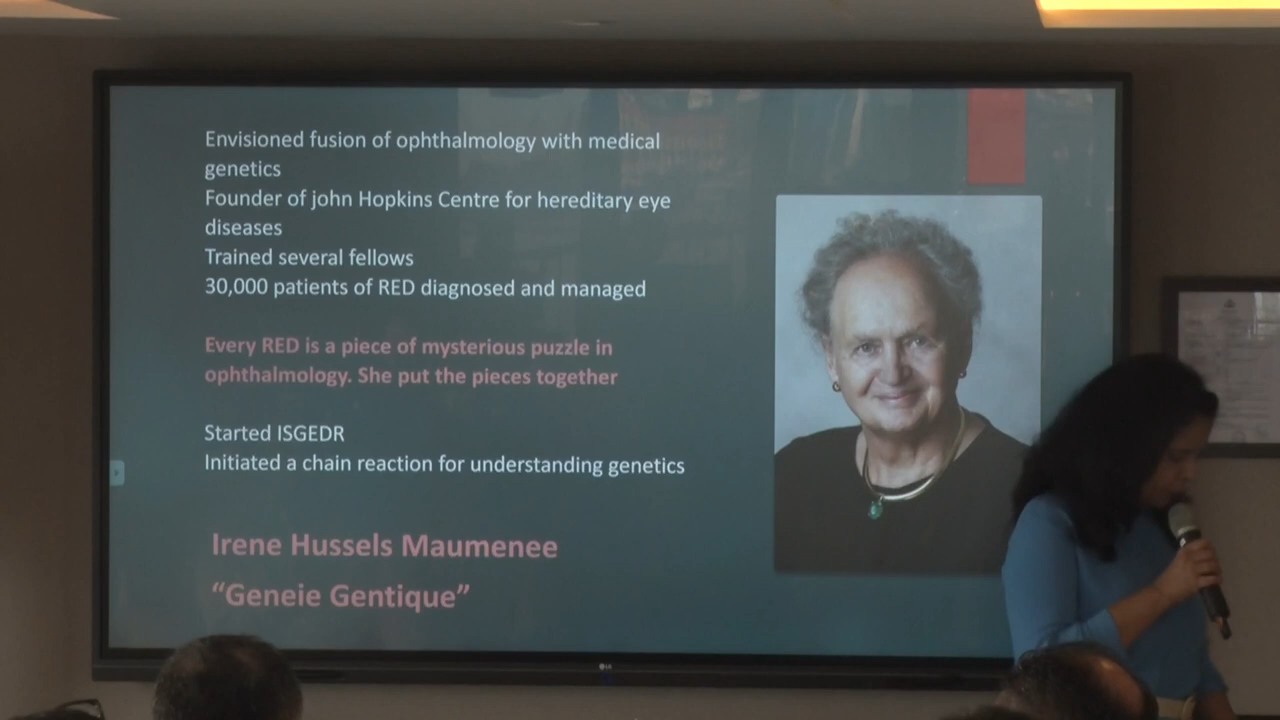 Envisioned fusion of ophthalmology with medical
genetics
Founder of john Hopkins Centre for hereditary eye
diseases
Trained several fellows
30,000 patients of RED diagnosed and managed
Every RED is a piece of mysterious puzzle in
ophthalmology. She put the pieces together
Started ISGEDR
Initiated a chain reaction for understanding genetics
Irene Hussels Maumenee
“Geneie Gentique”
LG